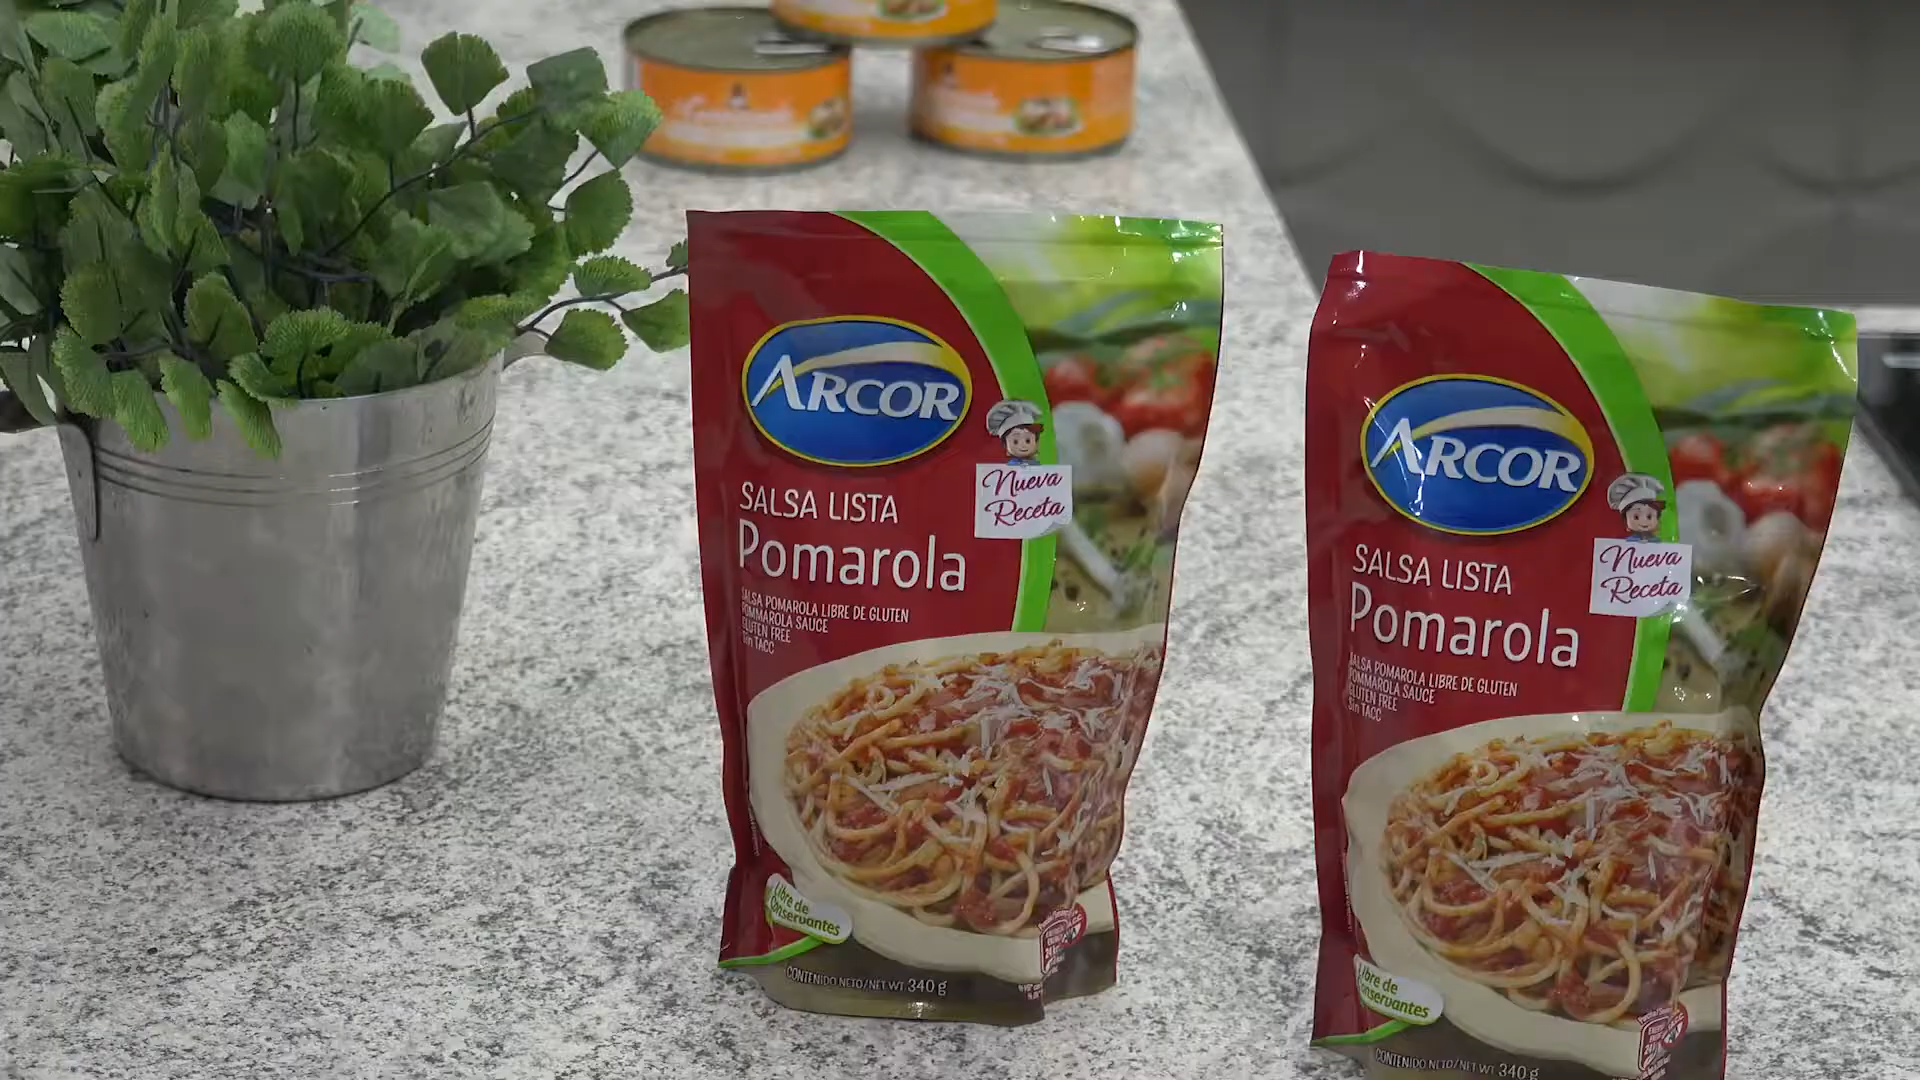 ARCOR
Nueva
Receta
SALSA LISTA
Pomarola
SALSA POMAROLA LIBRE DE GLUTEN
POMMAROLA SAUCE
GLUTEN FREE
Sin TACC
Libre de
Conservantes
CONTENIDO NETO/NET WT 340 g
ARCOR
Nueva
Receta
SALSA LISTA
Pomarola
SALSA POMAROLA LIBRE DE GLUTEN
POMMAROLA SAUCE
GLUTEN FREE
Sin TACC
Libre de
Conservantes
CONTENIDO NETO/NET WT 340 g